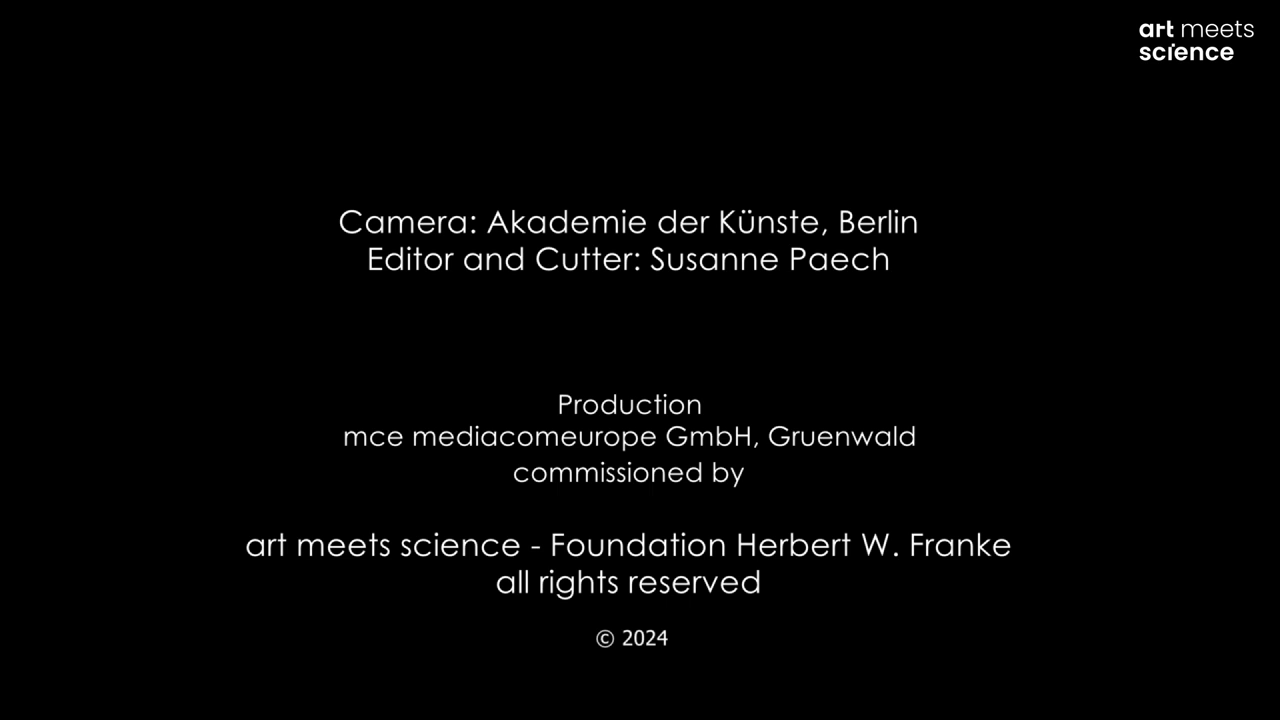 art meets
science
Camera: Akademie der Künste, Berlin
Editor and Cutter: Susanne Paech
Production
mce mediacomeurope GmbH, Gruenwald
commissioned by
art meets science - Foundation Herbert W. Franke
all rights reserved
© 2024